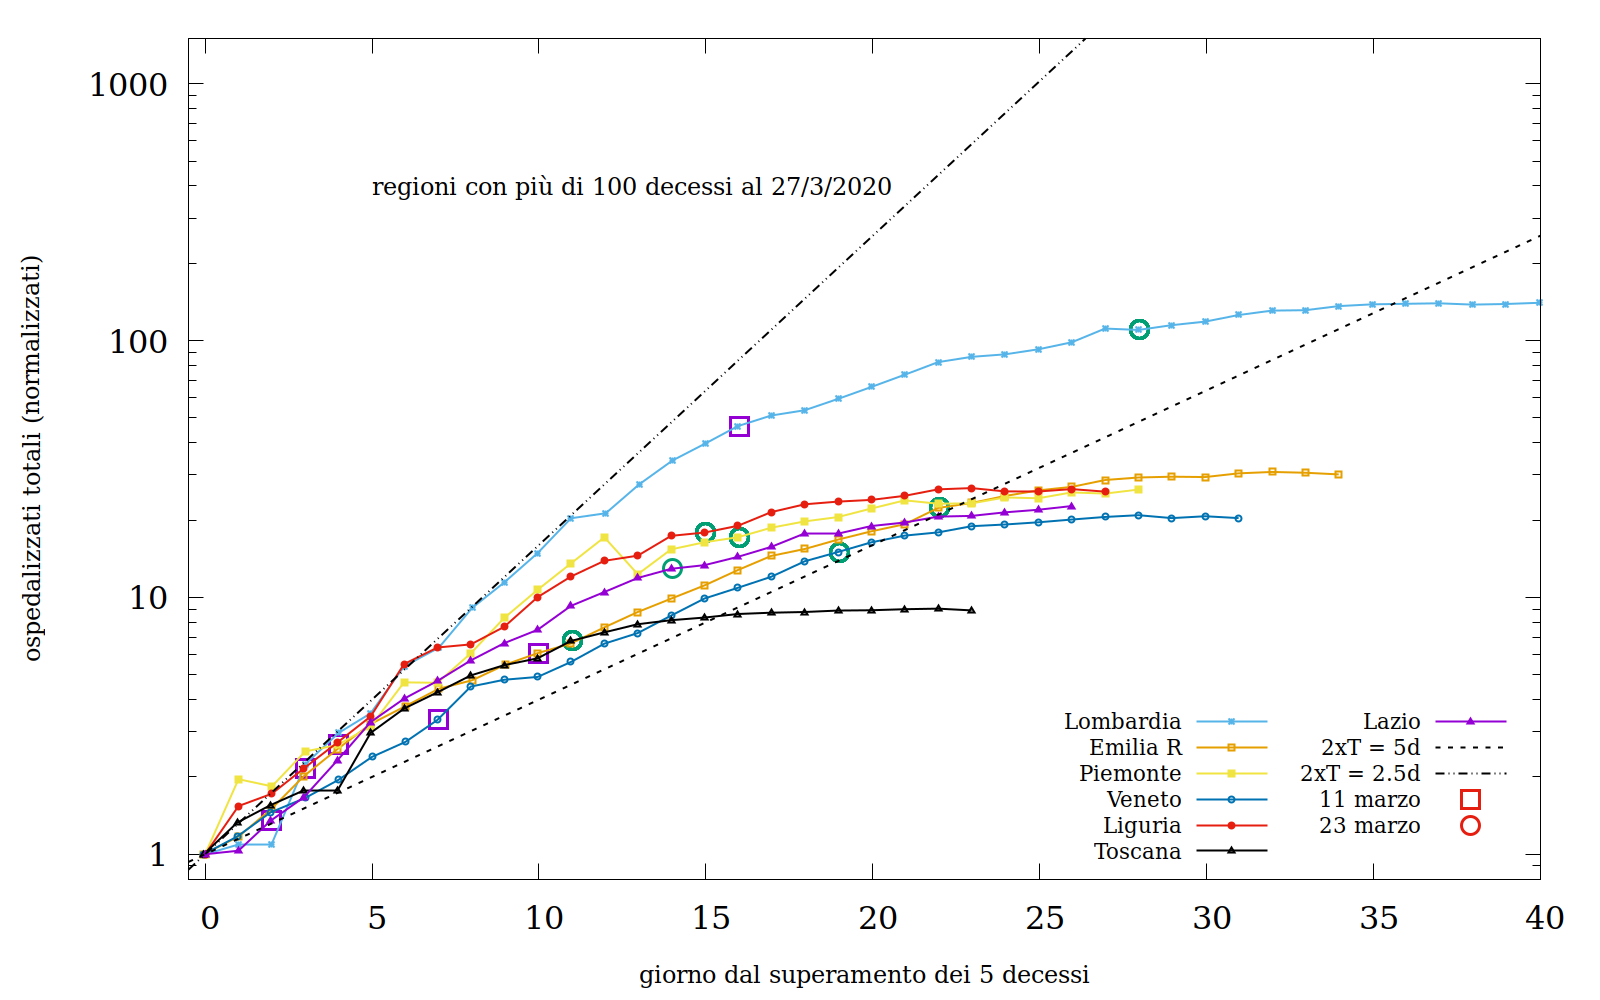 1000
100
10
1
ospedalizzati totali (normalizzati)
regioni con più di 100 decessi al 27/3/2020
Lombardia
Emilia R
Piemonte
Veneto
Liguria
Toscana
Lazio
2xT = 5d
2xT = 2.5d
11 marzo
23 marzo
0 5 10 15 20 25 30 35 40
giorno dal superamento dei 5 decessi